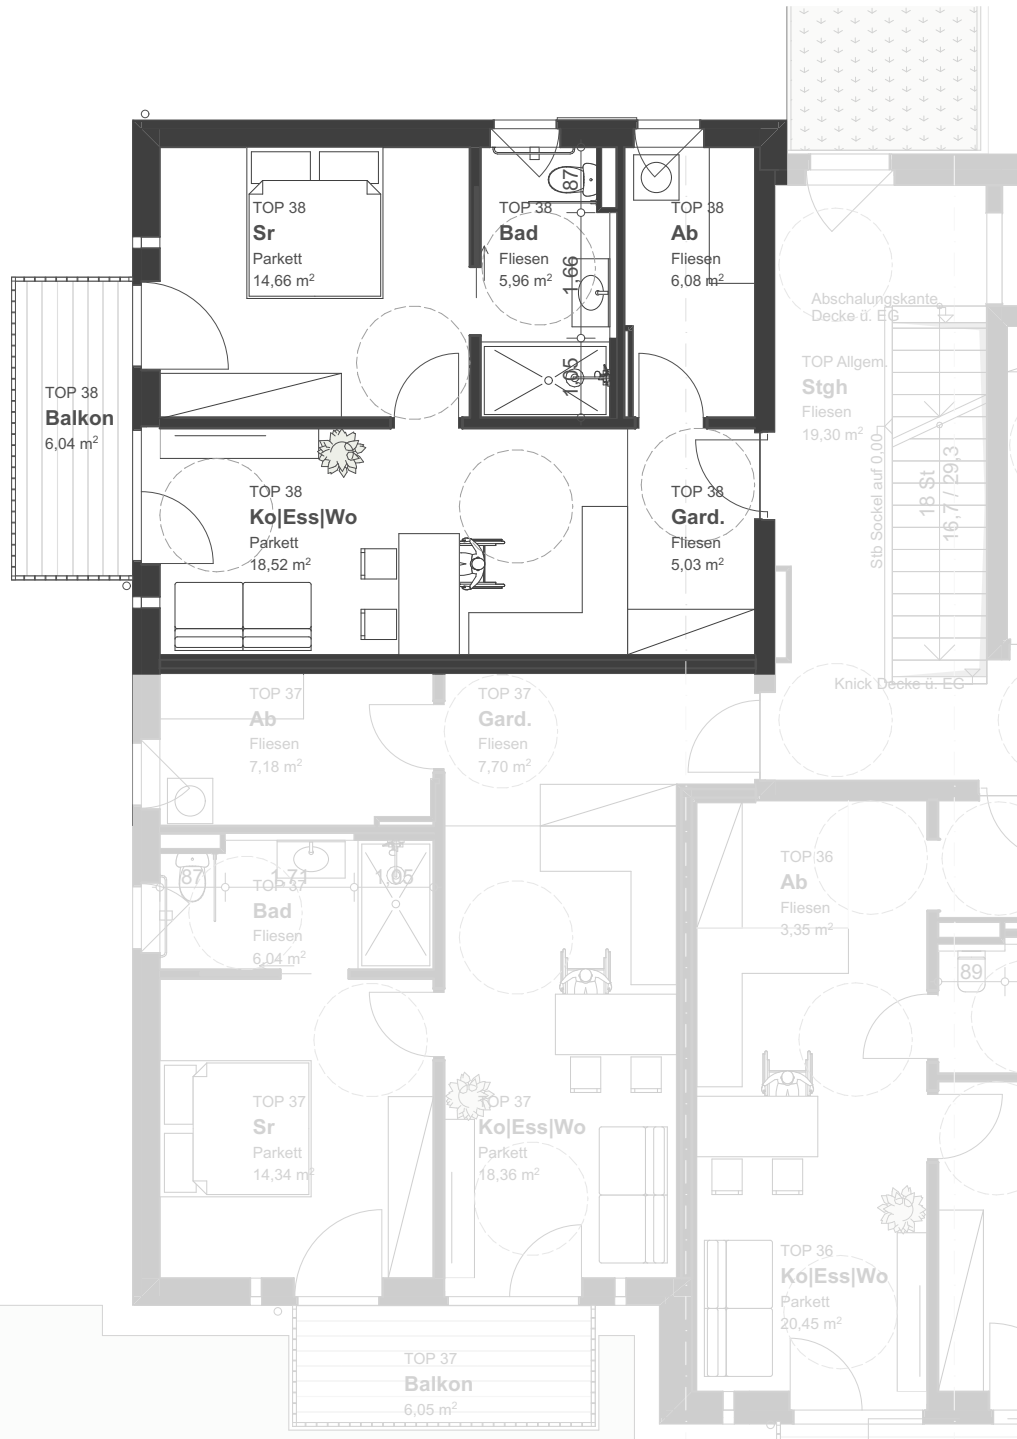 TOP 38
Sr
Parkett
14,66 m²
TOP 38
Bad
Fliesen
5,96 m²
87
1,66
1,05
TOP 38
Ab
Fliesen
6,08 m²
TOP 38
Balkon
6,04 m²
TOP 38
Ko|Ess|Wo
Parkett
18,52 m²
TOP 38
Gard.
Fliesen
5,03 m²
Abschalungskante
Decke ü. EG
TOP Allgem.
Stgh
Fliesen
19,30 m²
Stb Sockel auf 0,00
18 St
16,7 / 29,3
Knick Decke ü. EG
TOP 37
Ab
Fliesen
7,18 m²
TOP 37
Gard.
Fliesen
7,70 m²
87
1,71
1,05
TOP 37
Bad
Fliesen
6,04 m²
TOP 36
Ab
Fliesen
3,35 m²
89
TOP 37
Sr
Parkett
14,34 m²
TOP 37
Ko|Ess|Wo
Parkett
18,36 m²
TOP 36
Ko|Ess|Wo
Parkett
20,45 m²
TOP 37
Balkon
6,05 m²